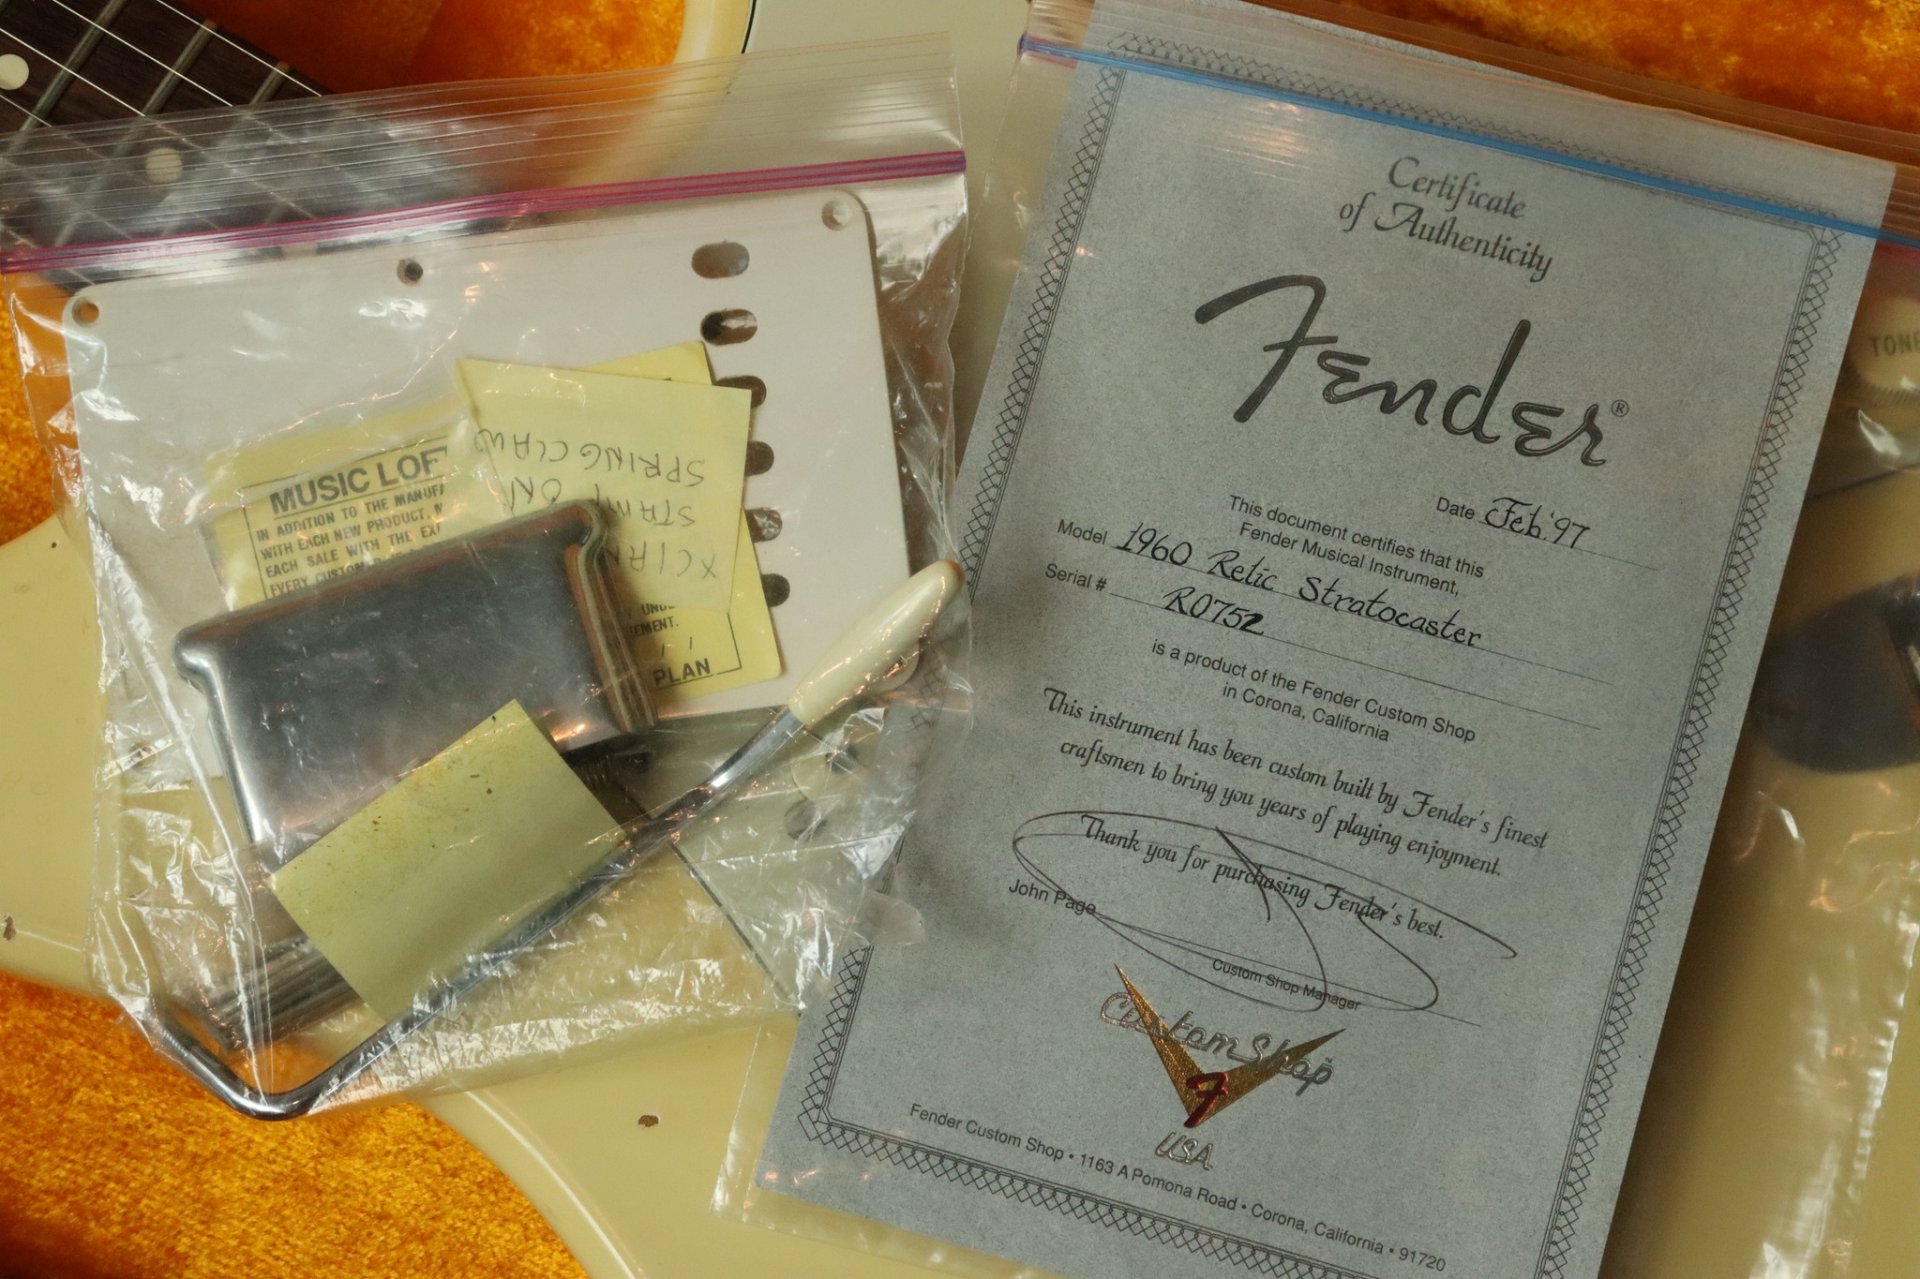 MUSIC LOF
IN ADDITION TO THE MANUFA
WITH EACH NEW PRODUCT,
EACH SALE WITH THE EX
EVERY CUSTOM
UND
EMENT.
PLAN
SPRING CLAW
Certificate
of Authenticity
Fender®
Date Feb. '97
This document certifies that this
Fender Musical Instrument,
Model 1960 Relic Stratocaster
Serial # R0752
is a product of the Fender Custom Shop
in Corona, California
This instrument has been custom built by Fender's finest
craftsmen to bring you years of playing enjoyment.
Thank you for purchasing Fender's best.
John Page
Custom Shop Manager
Custom Shop
USA
Fender Custom Shop • 1163 A Pomona Road • Corona, California • 91720
TONE